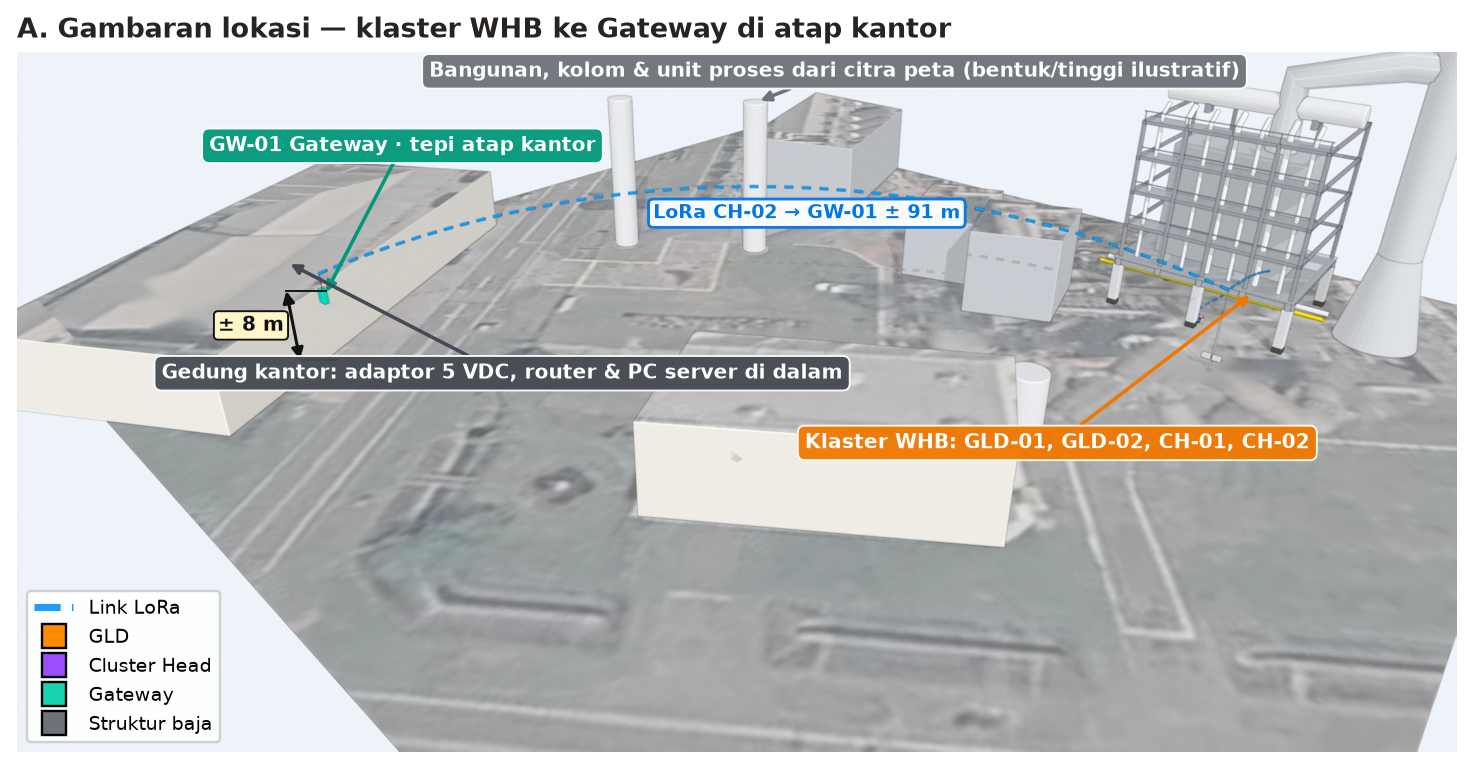 A. Gambaran lokasi — klaster WHB ke Gateway di atap kantor
Bangunan, kolom & unit proses dari citra peta (bentuk/tinggi ilustratif)
GW-01 Gateway · tepi atap kantor
LoRa CH-02 → GW-01 ± 91 m
± 8 m
Gedung kantor: adaptor 5 VDC, router & PC server di dalam
Klaster WHB: GLD-01, GLD-02, CH-01, CH-02
Link LoRa
GLD
Cluster Head
Gateway
Struktur baja